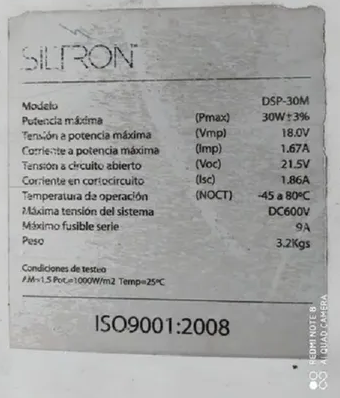 SILTRON™
Modelo DSP-30M
Potencia máxima (Pmax) 30W±3%
Tensión a potencia máxima (Vmp) 18.0V
Corriente a potencia máxima (Imp) 1.67A
Tensión a circuito abierto (Voc) 21.5V
Corriente en cortocircuito (Isc) 1.86A
Temperatura de operación (NOCT) -45 a 80ºC
Máxima tensión del sistema DC600V
Máximo fusible serie 9A
Peso 3.2Kgs
Condiciones de testeo
AM=1,5 Pot.=1000W/m2 Temp=25ºC
ISO9001:2008
REDMI NOTE 8
AI QUAD CAMERA